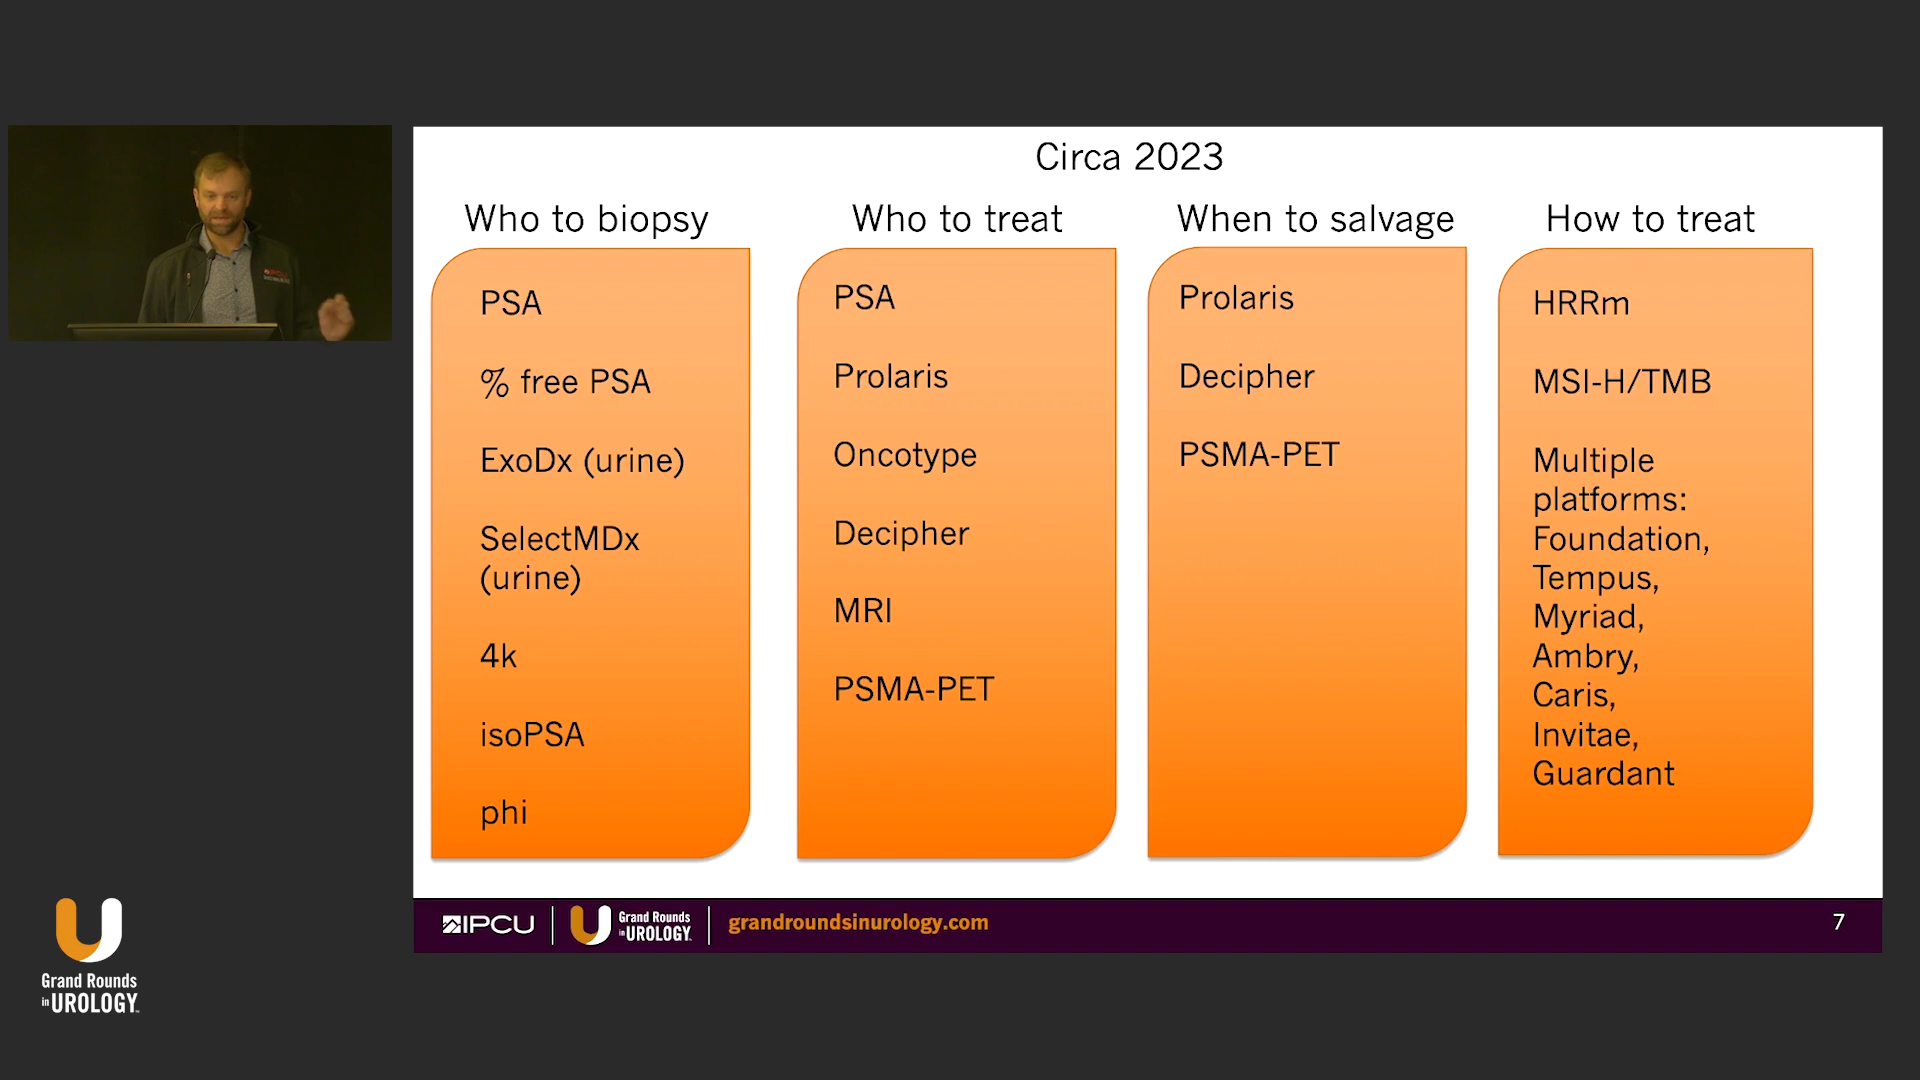 Circa 2023
Who to biopsy
PSA
% free PSA
ExoDx (urine)
SelectMDx
(urine)
4k
isoPSA
phi
Who to treat
PSA
Prolaris
Oncotype
Decipher
MRI
PSMA-PET
When to salvage
Prolaris
Decipher
PSMA-PET
How to treat
HRRm
MSI-H/TMB
Multiple
platforms:
Foundation,
Tempus,
Myriad,
Ambry,
Caris,
Invitae,
Guardant
IPCU
Grand Rounds
in UROLOGY
grandroundsinurology.com
7
Grand Rounds
in UROLOGY